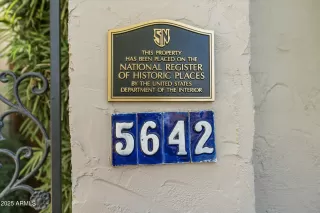 THIS PROPERTY
HAS BEEN PLACED ON THE
NATIONAL REGISTER
OF HISTORIC PLACES
BY THE UNITED STATES
DEPARTMENT OF THE INTERIOR
5642
2025 ARMLS